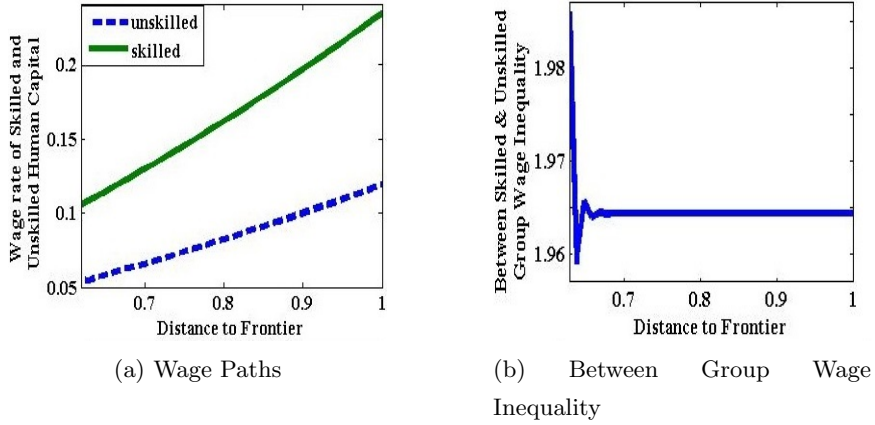 Wage rate of Skilled and
Unskilled Human Capital
unskilled
skilled
0.2
0.15
0.1
0.05
0.7
0.8
0.9
1
Distance to Frontier
(a) Wage Paths
Between Skilled & Unskilled
Group Wage Inequality
1.98
1.97
1.96
0.7
0.8
0.9
1
Distance to Frontier
(b) Between Group Wage
Inequality